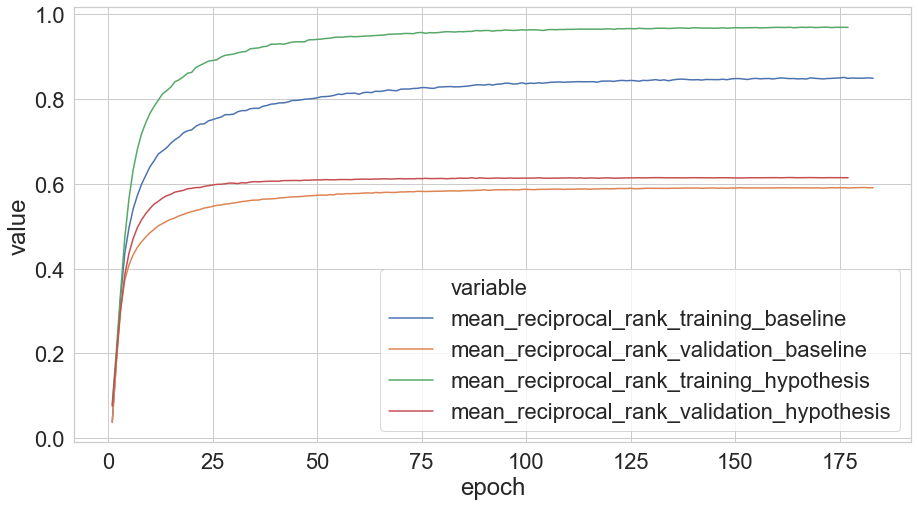 1.0
0.8
0.6
0.4
0.2
0.0
value
variable
mean_reciprocal_rank_training_baseline
mean_reciprocal_rank_validation_baseline
mean_reciprocal_rank_training_hypothesis
mean_reciprocal_rank_validation_hypothesis
0 25 50 75 100 125 150 175
epoch